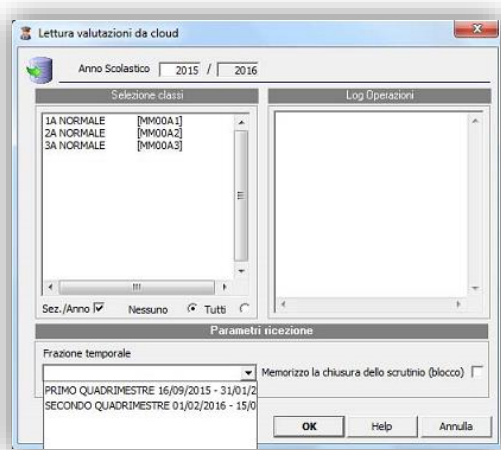 Lettura valutazioni da cloud
Anno Scolastico 2015 / 2016
Selezione classi
Log Operazioni
1A NORMALE [MM00A1]
2A NORMALE [MM00A2]
3A NORMALE [MM00A3]
Sez./Anno Nessuno Tutti
Parametri ricezione
Frazione temporale
Memorizzo la chiusura dello scrutinio (blocco)
PRIMO QUADRIMESTRE 16/09/2015 - 31/01/2
SECONDO QUADRIMESTRE 01/02/2016 - 15/0
OK Help Annulla